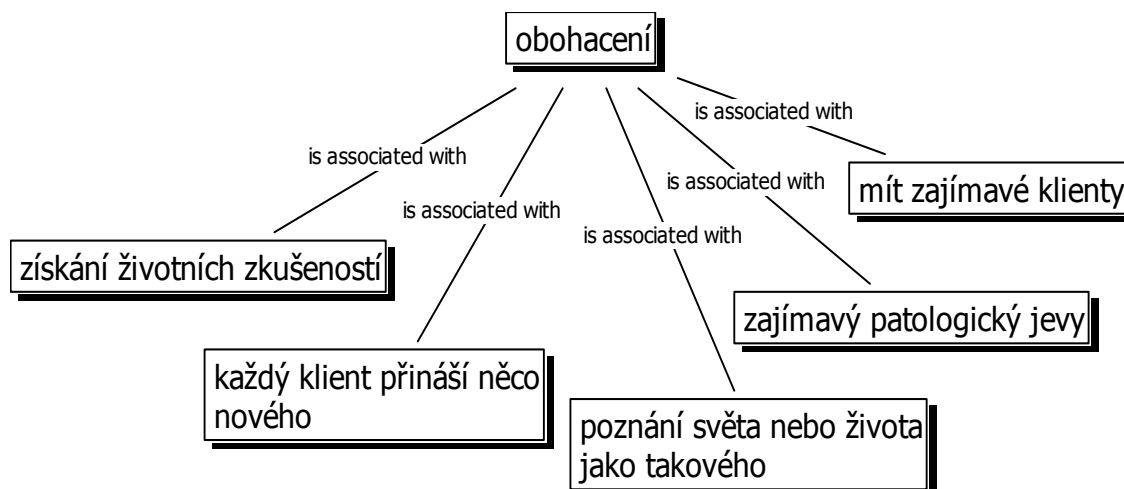 obohacení
is associated with
mít zajímavé klienty
is associated with
is associated with
is associated with
is associated with
získání životních zkušeností
zajímavý patologický jevy
každý klient přináší něco
nového
poznání světa nebo života
jako takového